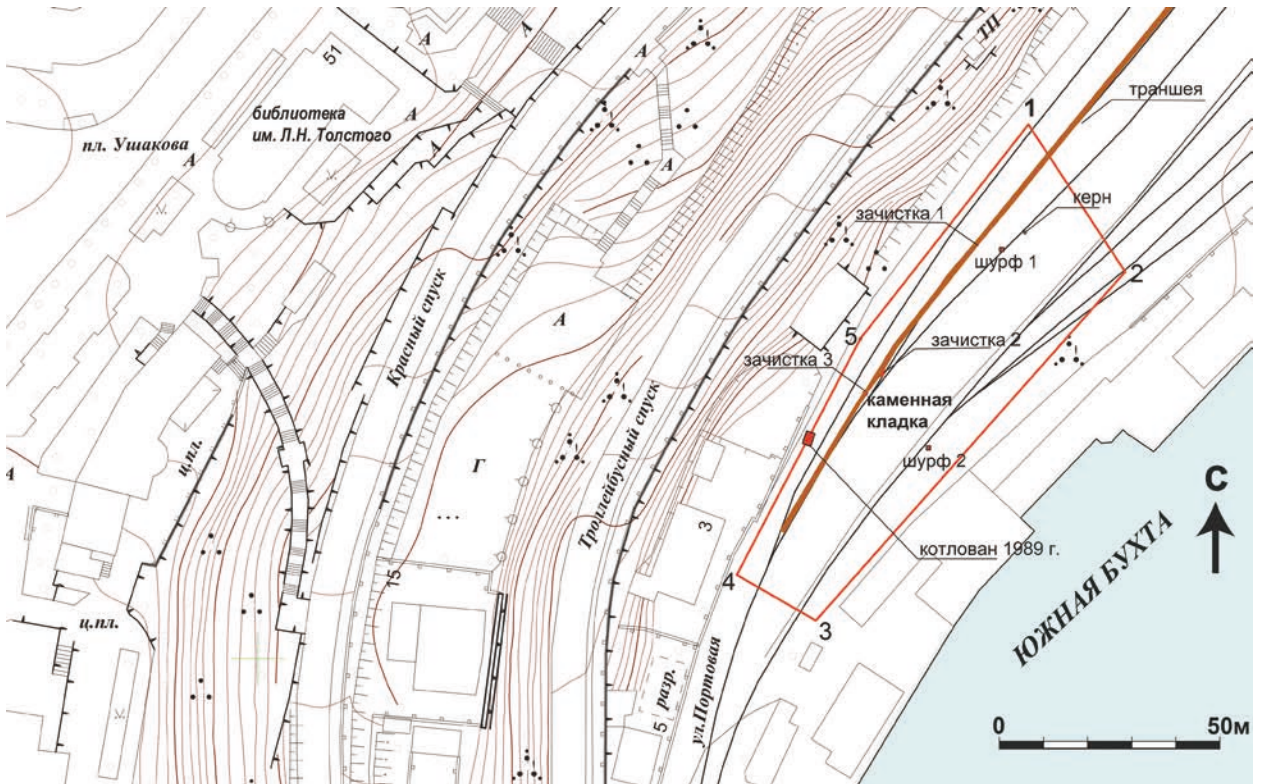 51
А
А
А
ТП
библиотека
им. Л.Н. Толстого
А
А
пл. Ушакова
А
А
1
траншея
зачистка 1
керн
шурф 1
2
Красный спуск
А
5
зачистка 2
зачистка 3
каменная
кладка
Троллейбусный спуск
ц.пл.
А
шурф 2
Г
С
3
котлован 1989 г.
15
4
3
ЮЖНАЯ БУХТА
ц.пл.
разр.
5
ул.Портовая
0
50м